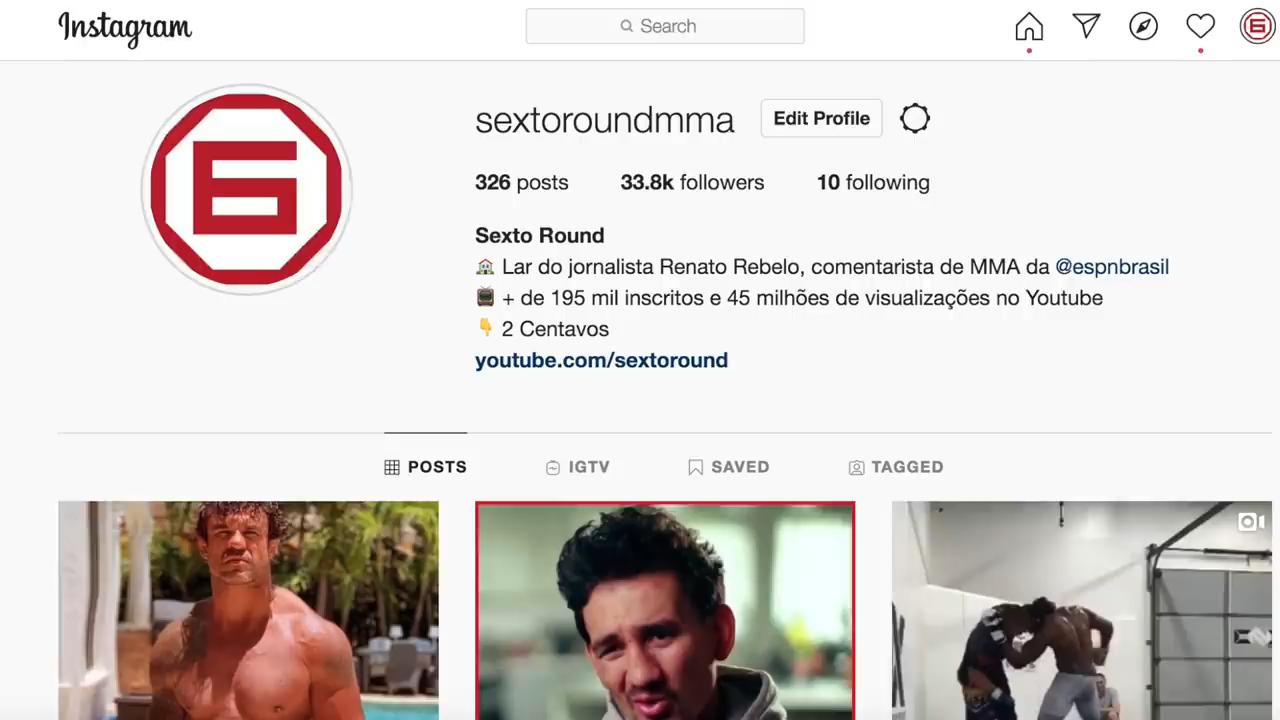 Instagram
Search
sextoroundmma
Edit Profile
326 posts
33.8k followers
10 following
Sexto Round
Lar do jornalista Renato Rebelo, comentarista de MMA da @espnbrasil
+ de 195 mil inscritos e 45 milhões de visualizações no Youtube
2 Centavos
youtube.com/sextoround
POSTS
IGTV
SAVED
TAGGED